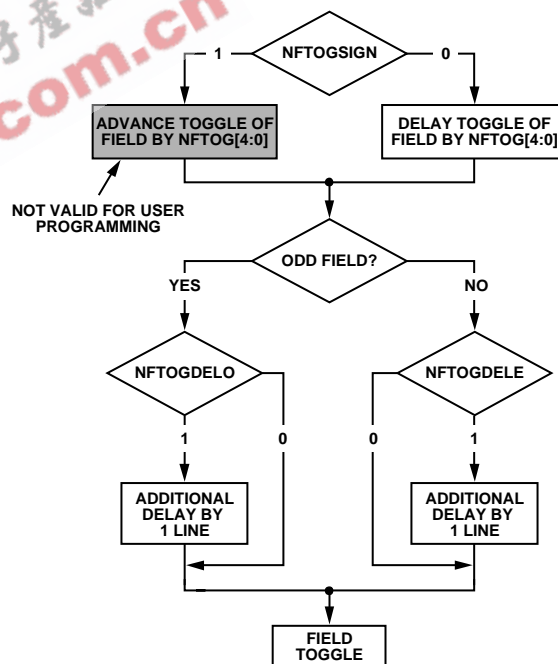 com.cn
NFTOGSIGN
1
0
ADVANCE TOGGLE OF
FIELD BY NFTOG[4:0]
DELAY TOGGLE OF
FIELD BY NFTOG[4:0]
NOT VALID FOR USER
PROGRAMMING
ODD FIELD?
YES
NO
NFTOGDELO
NFTOGDELE
1
0
0
1
ADDITIONAL
DELAY BY
1 LINE
ADDITIONAL
DELAY BY
1 LINE
FIELD
TOGGLE